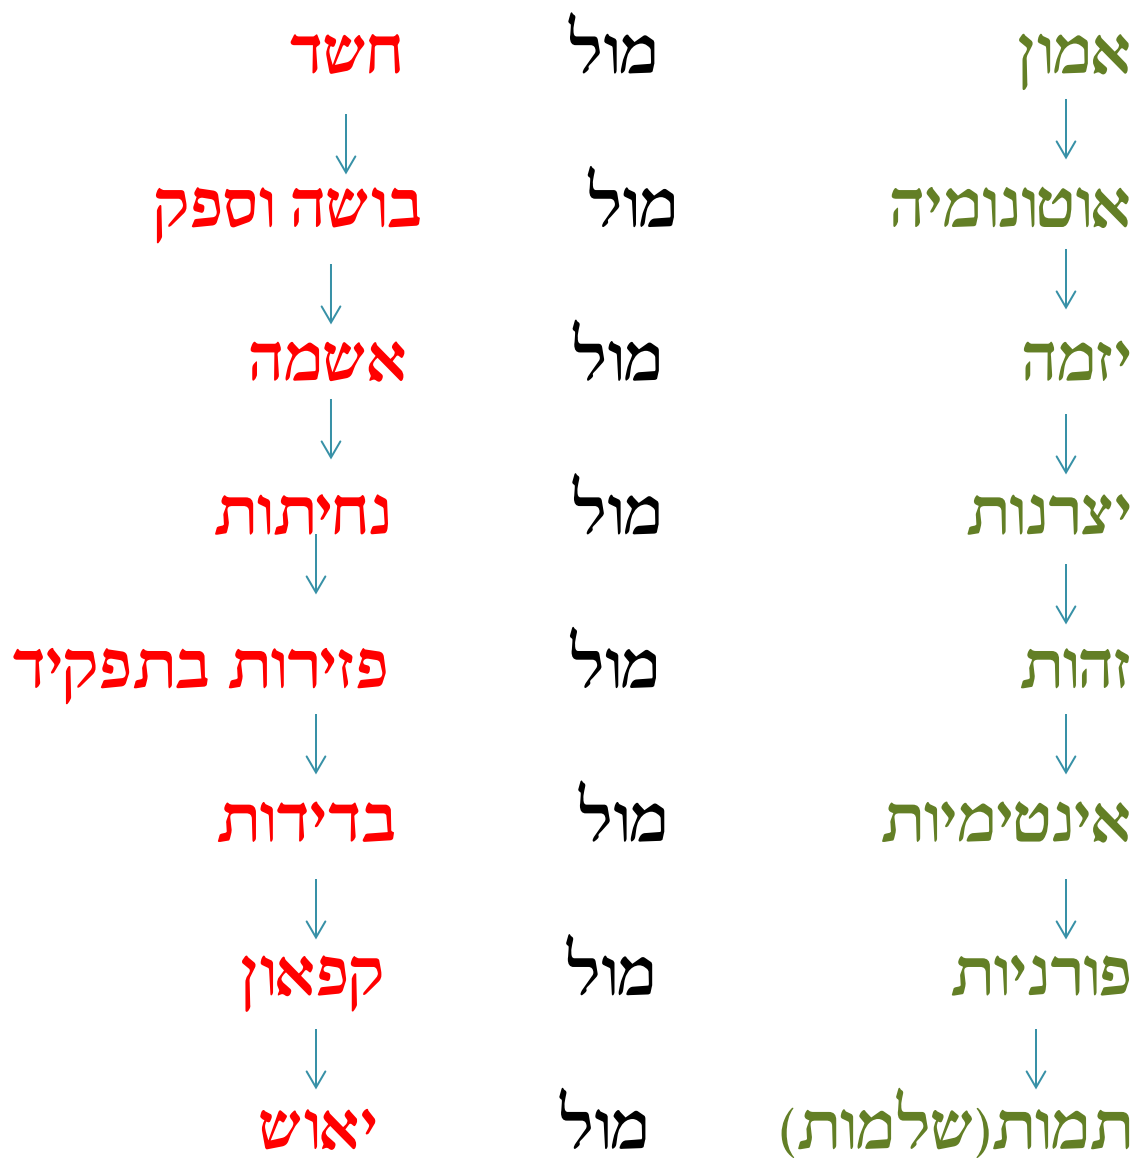 אמון מול חשד
אוטונומיה מול בושה וספק
יזמה מול אשמה
יצרנות מול נחיתות
זהות מול פזירות בתפקיד
אינטימיות מול בדידות
פורניות מול קפאון
תמות(שלמות) מול יאוש